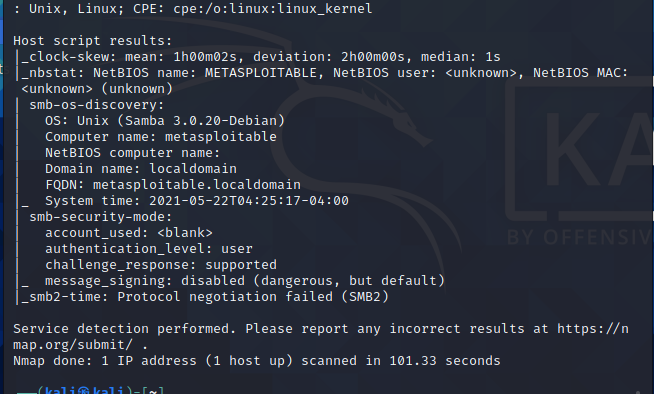 : Unix, Linux; CPE: cpe:/o:linux:linux_kernel
Host script results:
|_clock-skew: mean: 1h00m02s, deviation: 2h00m00s, median: 1s
|_nbstat: NetBIOS name: METASPLOITABLE, NetBIOS user: <unknown>, NetBIOS MAC:
<unknown> (unknown)
| smb-os-discovery:
|   OS: Unix (Samba 3.0.20-Debian)
|   Computer name: metasploitable
|   NetBIOS computer name:
|   Domain name: localdomain
|   FQDN: metasploitable.localdomain
|_  System time: 2021-05-22T04:25:17-04:00
| smb-security-mode:
|   account_used: <blank>
|   authentication_level: user
|   challenge_response: supported
|_  message_signing: disabled (dangerous, but default)
|_smb2-time: Protocol negotiation failed (SMB2)
Service detection performed. Please report any incorrect results at https://n
map.org/submit/ .
Nmap done: 1 IP address (1 host up) scanned in 101.33 seconds
(kali㉿kali)-[~]
KA
BY OFFENSIV